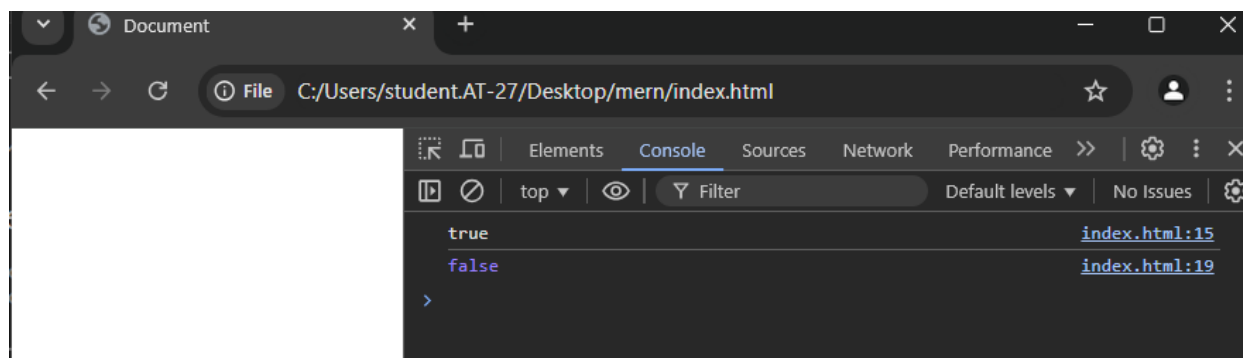 Document
File C:/Users/student.AT-27/Desktop/mern/index.html
Elements Console Sources Network Performance
top Filter Default levels No Issues
true index.html:15
false index.html:19